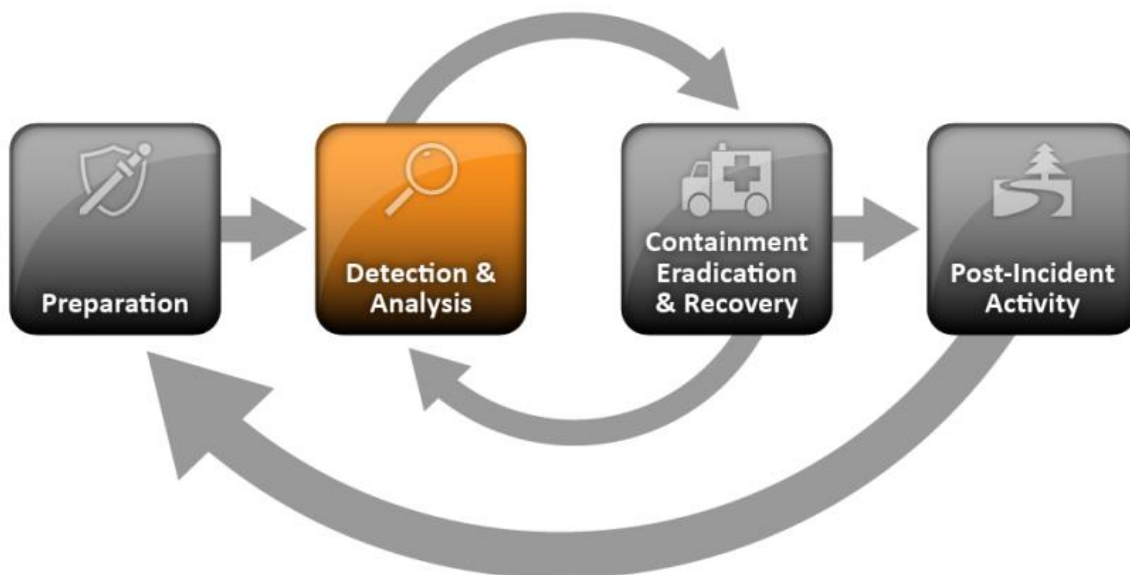 Preparation
Detection &
Analysis
Containment
Eradication
& Recovery
Post-Incident
Activity